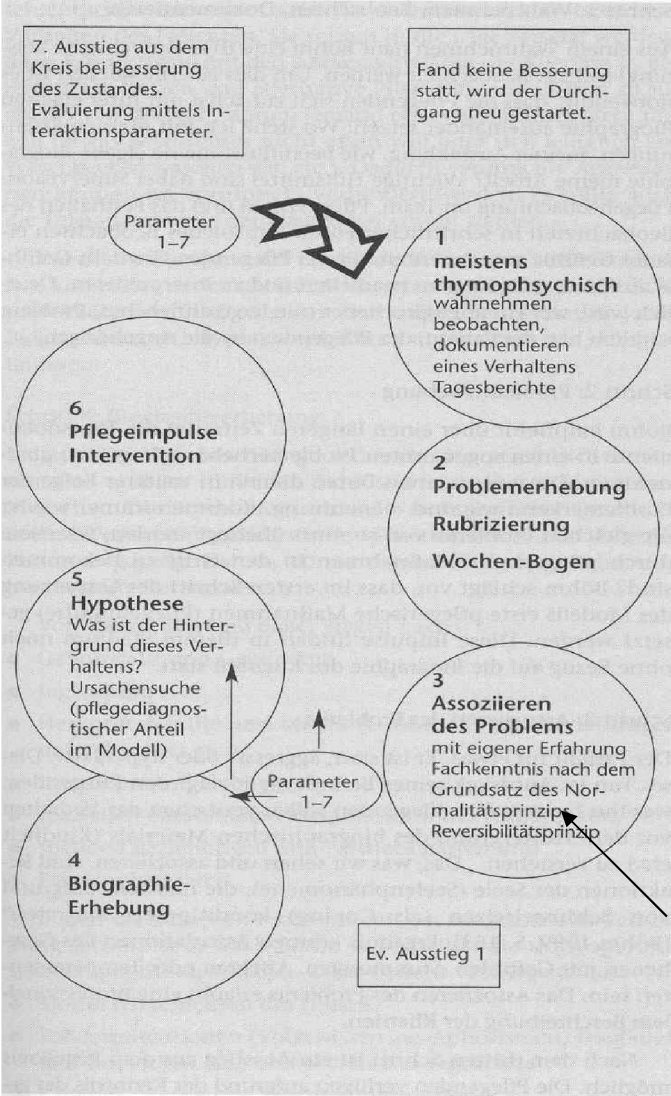 7. Ausstieg aus dem
Kreis bei Besserung
des Zustandes.
Evaluierung mittels In-
teraktionsparameter.
Fand keine Besserung
statt, wird der Durch-
gang neu gestartet.
Parameter
1–7
1
meistens
thymophsychisch
wahrnehmen
beobachten,
dokumentieren
eines Verhaltens
Tagesberichte
2
Problemerhebung
Rubrizierung
Wochen-Bogen
3
Assoziieren
des Problems
mit eigener Erfahrung
Fachkenntnis nach dem
Grundsatz des Nor-
malitätsprinzip
Reversibilitätsprinzip
Ev. Ausstieg 1
4
Biographie-
Erhebung
Parameter
1–7
5
Hypothese
Was ist der Hinter-
grund dieses Ver-
haltens?
Ursachensuche
(pflegediagnos-
tischer Anteil
im Modell)
6
Pflegeimpulse
Intervention